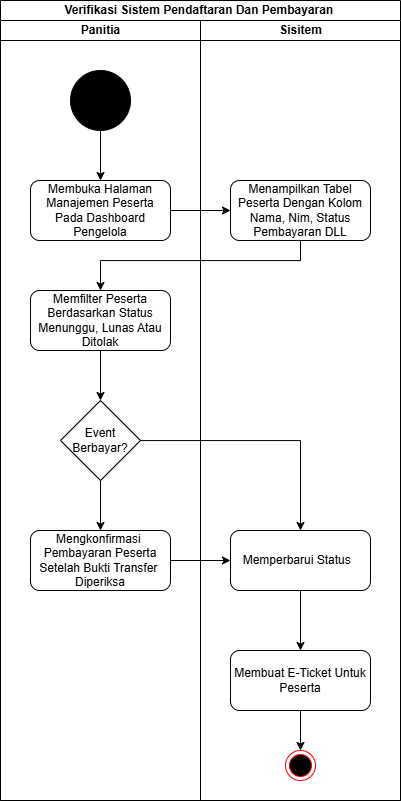 Verifikasi Sistem Pendaftaran Dan Pembayaran
Panitia
Sisitem
Membuka Halaman
Manajemen Peserta
Pada Dashboard
Pengelola
Menampilkan Tabel
Peserta Dengan Kolom
Nama, Nim, Status
Pembayaran DLL
Memfilter Peserta
Berdasarkan Status
Menunggu, Lunas Atau
Ditolak
Event
Berbayar?
Mengkonfirmasi
Pembayaran Peserta
Setelah Bukti Transfer
Diperiksa
Memperbarui Status
Membuat E-Ticket Untuk
Peserta